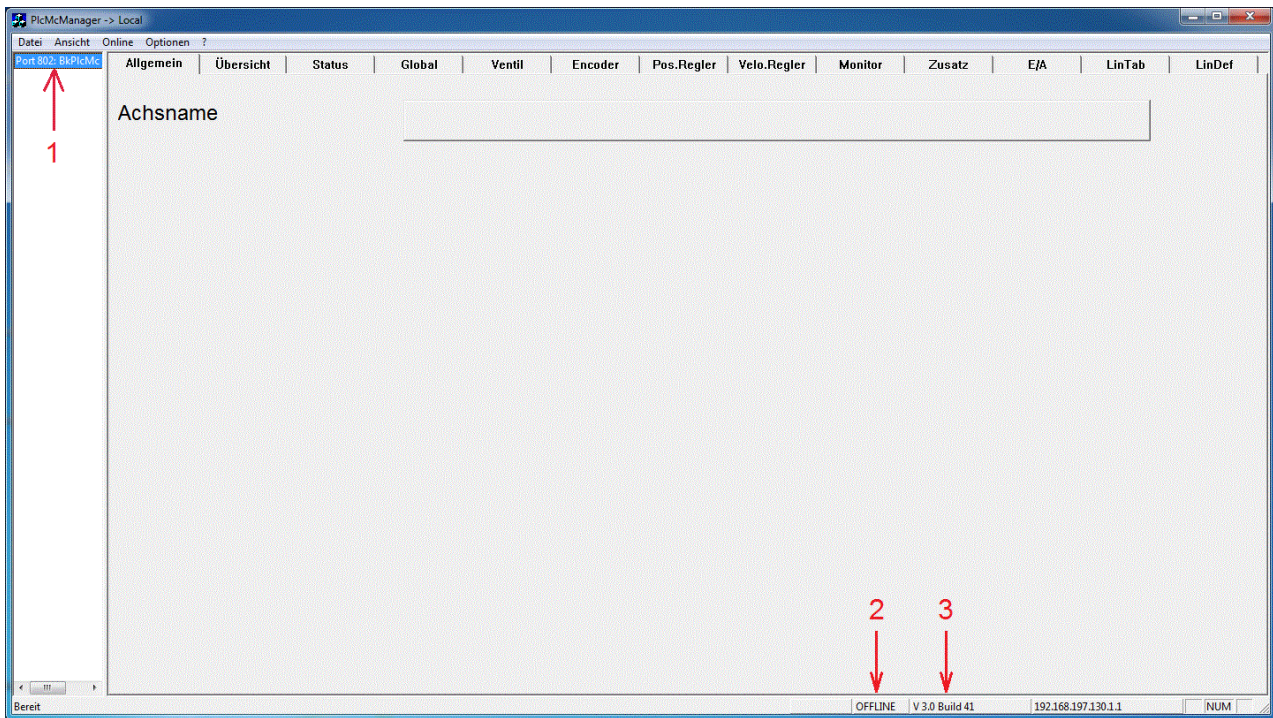 PlcMcManager -> Local
Datei Ansicht Online Optionen ?
Port 802: BkPlcMc
Allgemein Übersicht Status Global Ventil Encoder Pos.Regler Velo.Regler Monitor Zusatz E/A LinTab LinDef
Achsname
1
2 3
Bereit OFFLINE V 3.0 Build 41 192.168.197.130.1.1 NUM